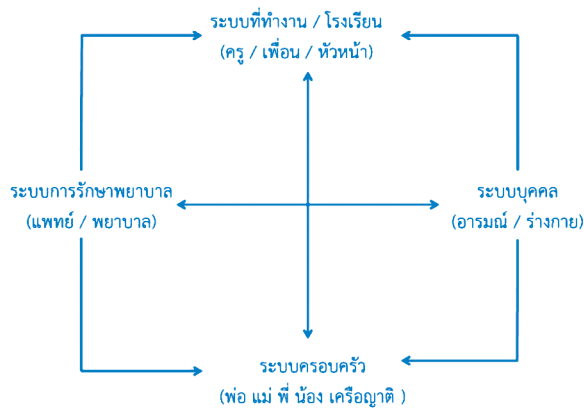 ระบบที่ทำงาน / โรงเรียน
(ครู / เพื่อน / หัวหน้า)
ระบบการรักษาพยาบาล
(แพทย์ / พยาบาล)
ระบบบุคคล
(อารมณ์ / ร่างกาย)
ระบบครอบครัว
(พ่อ แม่ พี่ น้อง เครือญาติ )